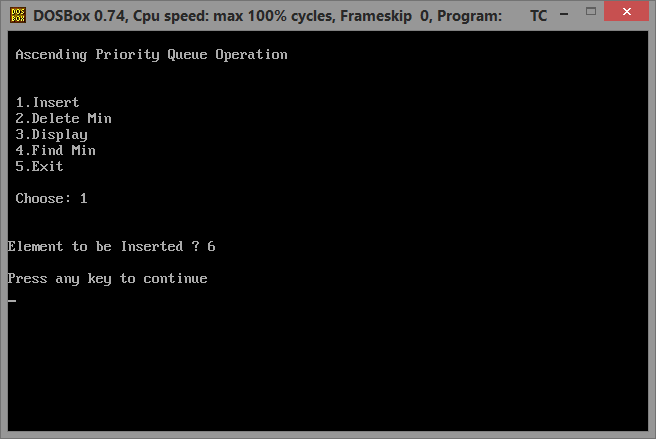 DOS BOX DOSBox 0.74, Cpu speed: max 100% cycles, Frameskip 0, Program: TC
Ascending Priority Queue Operation
1.Insert
2.Delete Min
3.Display
4.Find Min
5.Exit
Choose: 1
Element to be Inserted ? 6
Press any key to continue
_